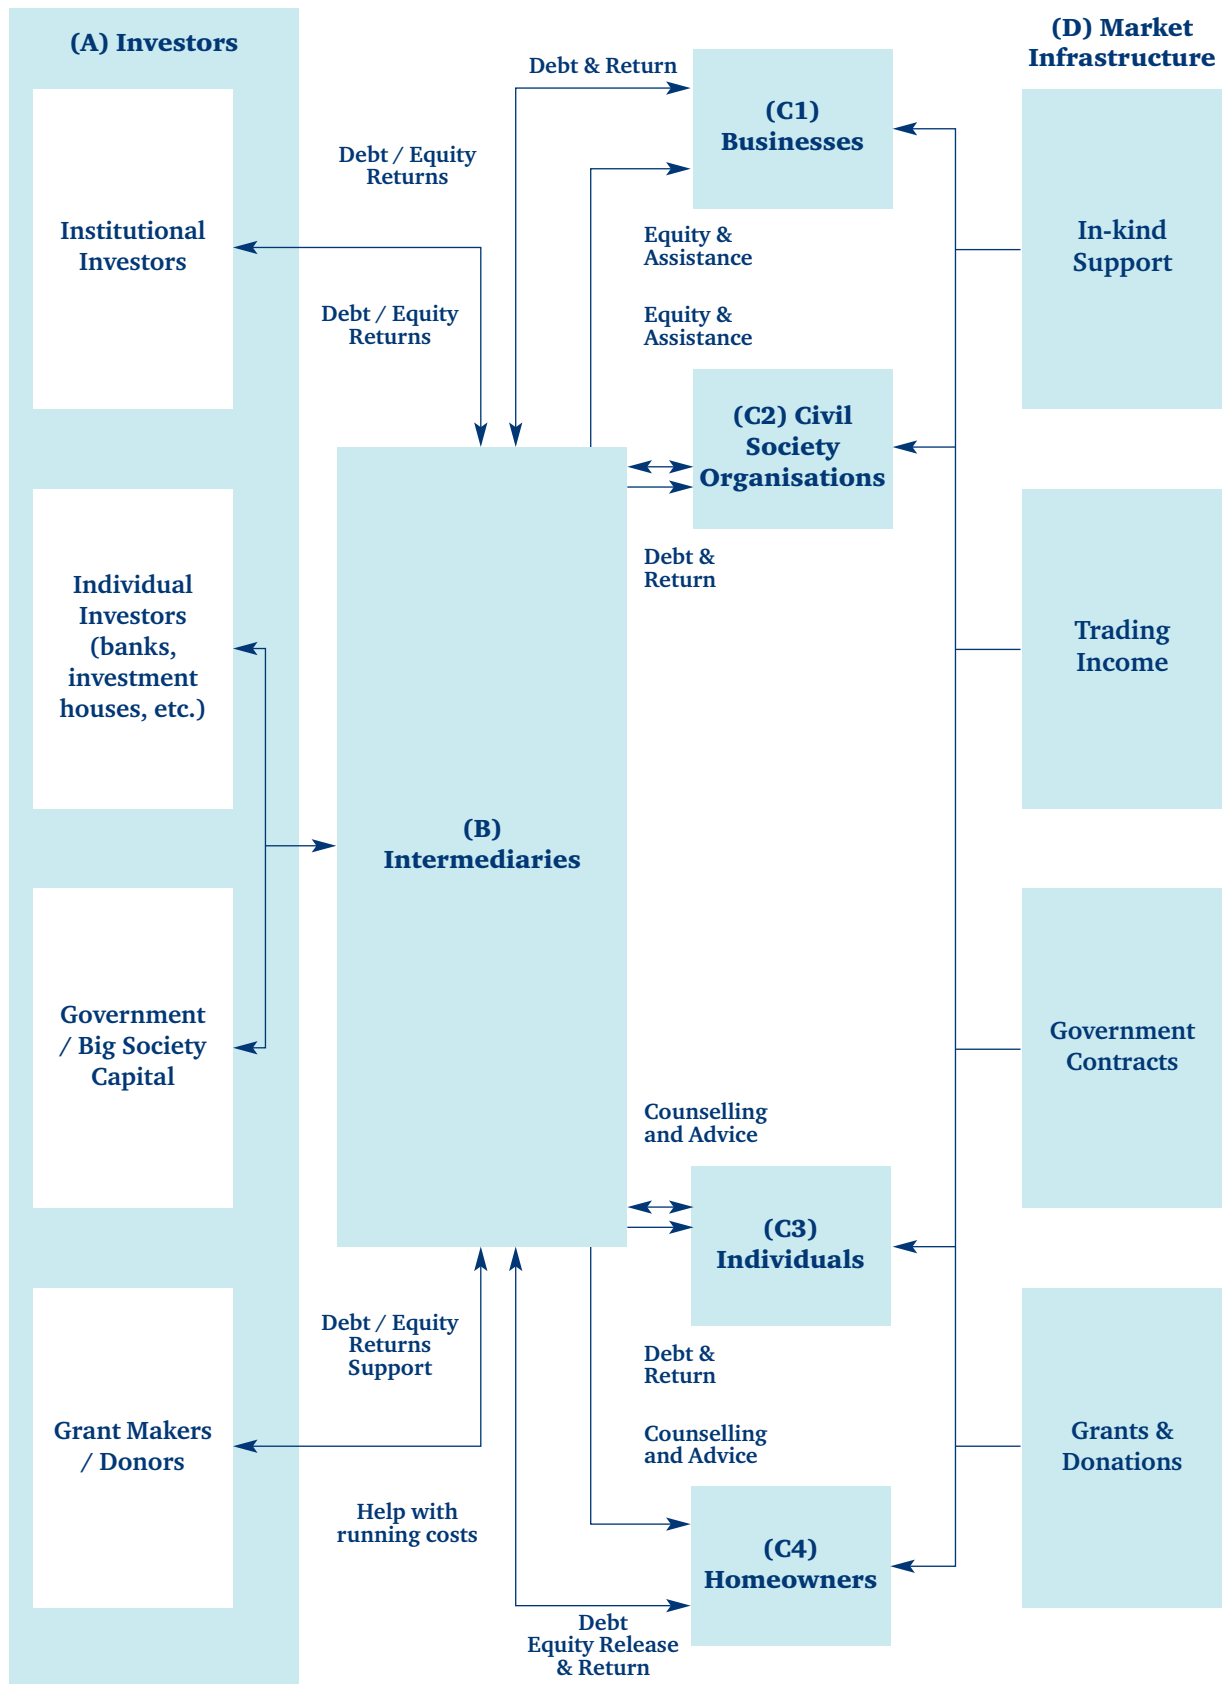 (A) Investors
Institutional
Investors
Individual
Investors
(banks,
investment
houses, etc.)
Government
/ Big Society
Capital
Grant Makers
/ Donors
Debt / Equity
Returns
Debt / Equity
Returns
Debt / Equity
Returns
Support
Help with
running costs
(B)
Intermediaries
Debt & Return
(C1)
Businesses
Equity &
Assistance
Equity &
Assistance
(C2) Civil
Society
Organisations
Debt &
Return
Counselling
and Advice
(C3)
Individuals
Debt &
Return
Counselling
and Advice
(C4)
Homeowners
Debt
Equity Release
& Return
(D) Market
Infrastructure
In-kind
Support
Trading
Income
Government
Contracts
Grants &
Donations